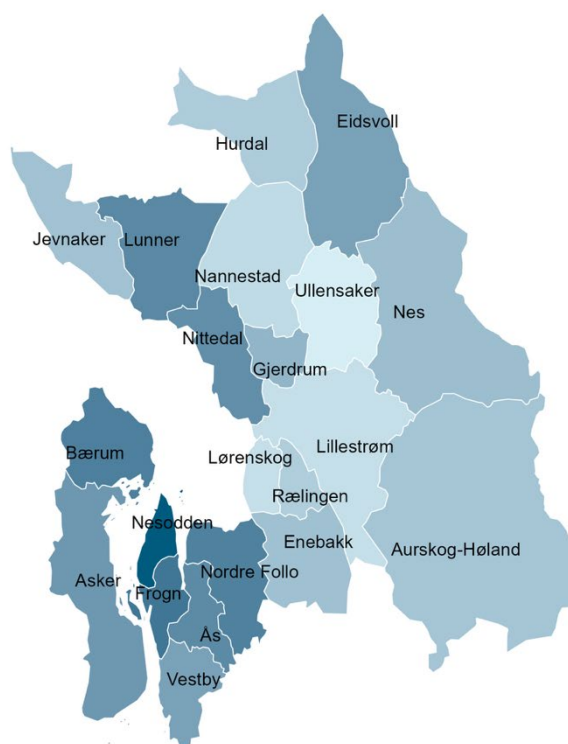 Eidsvoll
Hurdal
Jevnaker
Lunner
Nannestad
Ullensaker
Nes
Nittedal
Gjerdrum
Bærum
Lørenskog
Lillestrøm
Rælingen
Nesodden
Enebakk
Aurskog-Høland
Asker
Frogn
Nordre Follo
Ås
Vestby